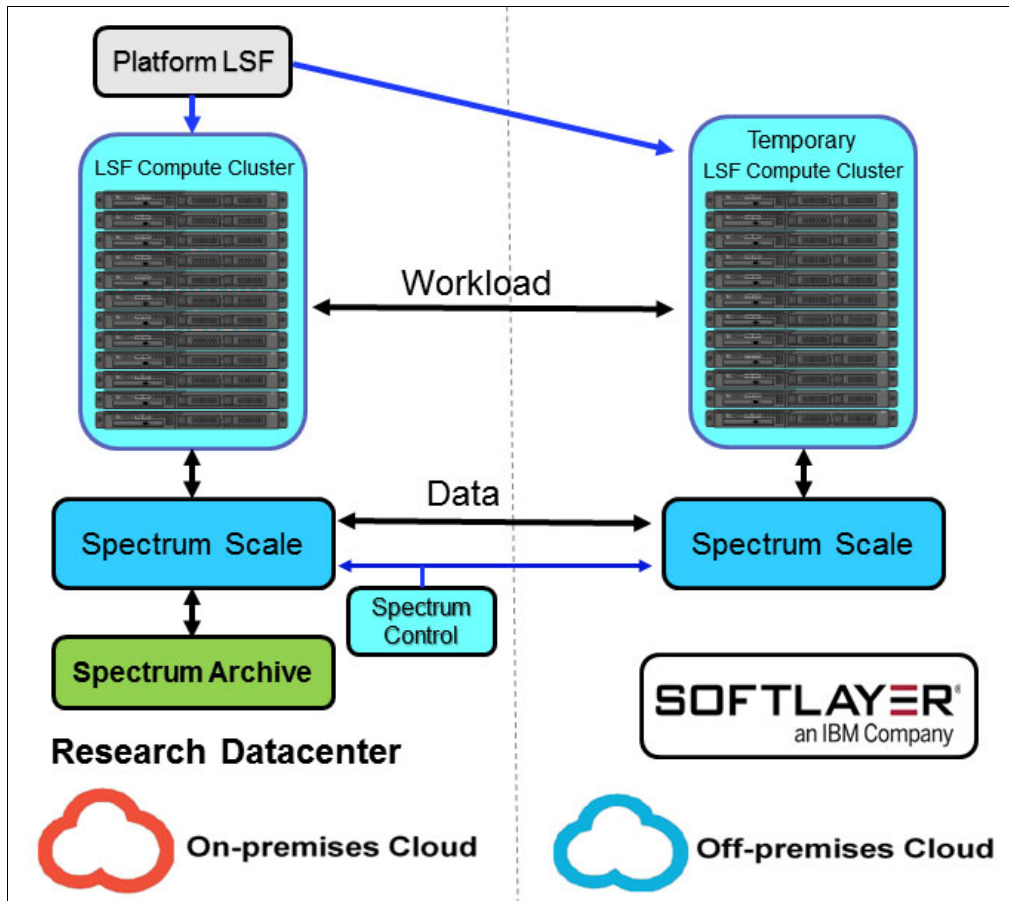 Platform LSF
LSF Compute Cluster
Temporary
LSF Compute Cluster
Workload
Data
Spectrum Scale
Spectrum Scale
Spectrum
Control
Spectrum Archive
SOFTLAYER®
an IBM Company
Research Datacenter
On-premises Cloud
Off-premises Cloud